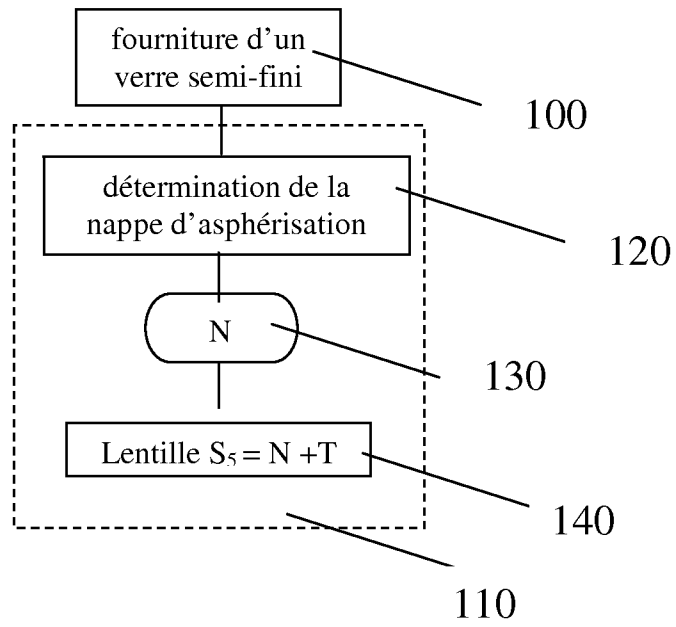 fourniture d'un
verre semi-fini
100
détermination de la
nappe d'asphérisation
120
N
130
Lentille S₅ = N +T
140
110